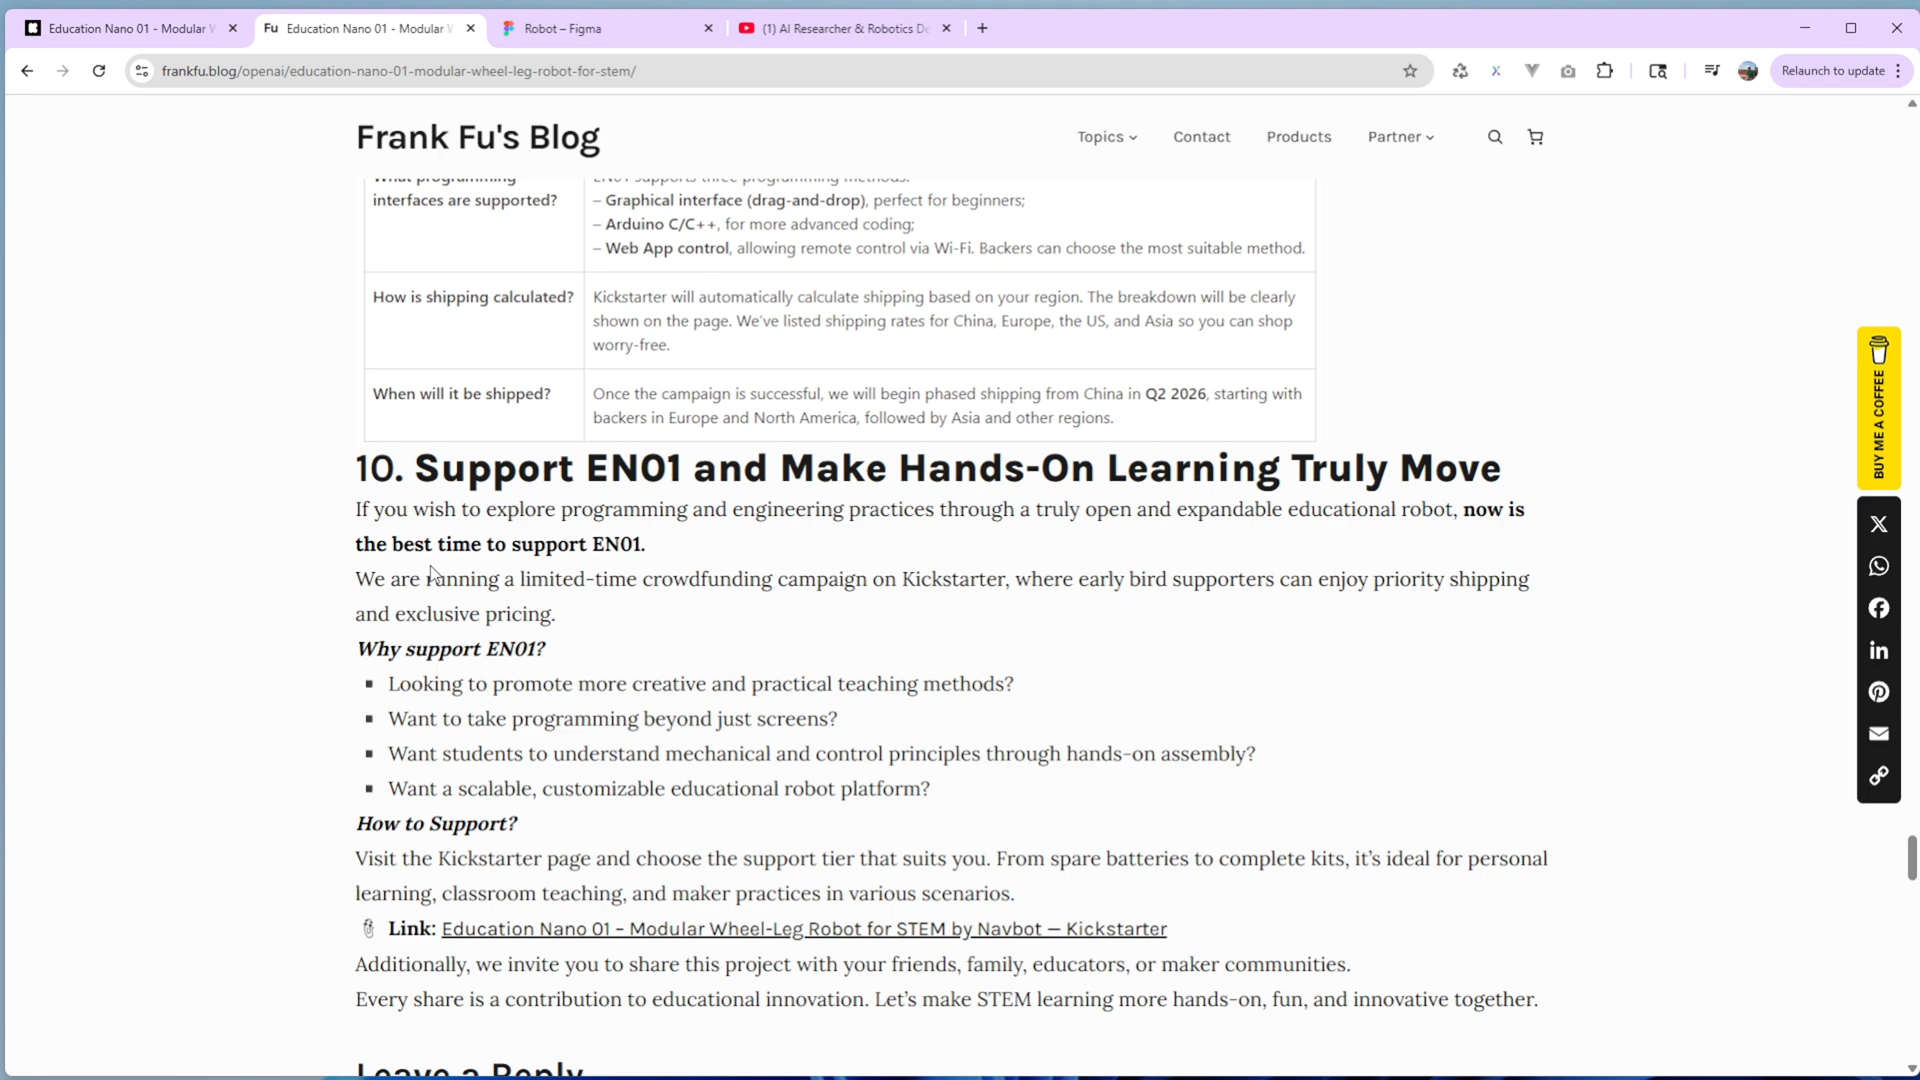 Education Nano 01 - Modular W
Fu Education Nano 01 - Modular W
Robot – Figma
(1) AI Researcher & Robotics De
frankfu.blog/openai/education-nano-01-modular-wheel-leg-robot-for-stem/
Relaunch to update
Frank Fu's Blog
Topics
Contact
Products
Partner
What programming
interfaces are supported?
EN01 supports three programming methods:
– Graphical interface (drag-and-drop), perfect for beginners;
– Arduino C/C++, for more advanced coding;
– Web App control, allowing remote control via Wi-Fi. Backers can choose the most suitable method.
How is shipping calculated?
Kickstarter will automatically calculate shipping based on your region. The breakdown will be clearly
shown on the page. We've listed shipping rates for China, Europe, the US, and Asia so you can shop
worry-free.
When will it be shipped?
Once the campaign is successful, we will begin phased shipping from China in Q2 2026, starting with
backers in Europe and North America, followed by Asia and other regions.
10. Support EN01 and Make Hands-On Learning Truly Move
If you wish to explore programming and engineering practices through a truly open and expandable educational robot, now is
the best time to support EN01.
We are running a limited-time crowdfunding campaign on Kickstarter, where early bird supporters can enjoy priority shipping
and exclusive pricing.
Why support EN01?
▪ Looking to promote more creative and practical teaching methods?
▪ Want to take programming beyond just screens?
▪ Want students to understand mechanical and control principles through hands-on assembly?
▪ Want a scalable, customizable educational robot platform?
How to Support?
Visit the Kickstarter page and choose the support tier that suits you. From spare batteries to complete kits, it's ideal for personal
learning, classroom teaching, and maker practices in various scenarios.
Link: Education Nano 01 – Modular Wheel-Leg Robot for STEM by Navbot — Kickstarter
Additionally, we invite you to share this project with your friends, family, educators, or maker communities.
Every share is a contribution to educational innovation. Let's make STEM learning more hands-on, fun, and innovative together.
Leave a Reply
BUY ME A COFFEE